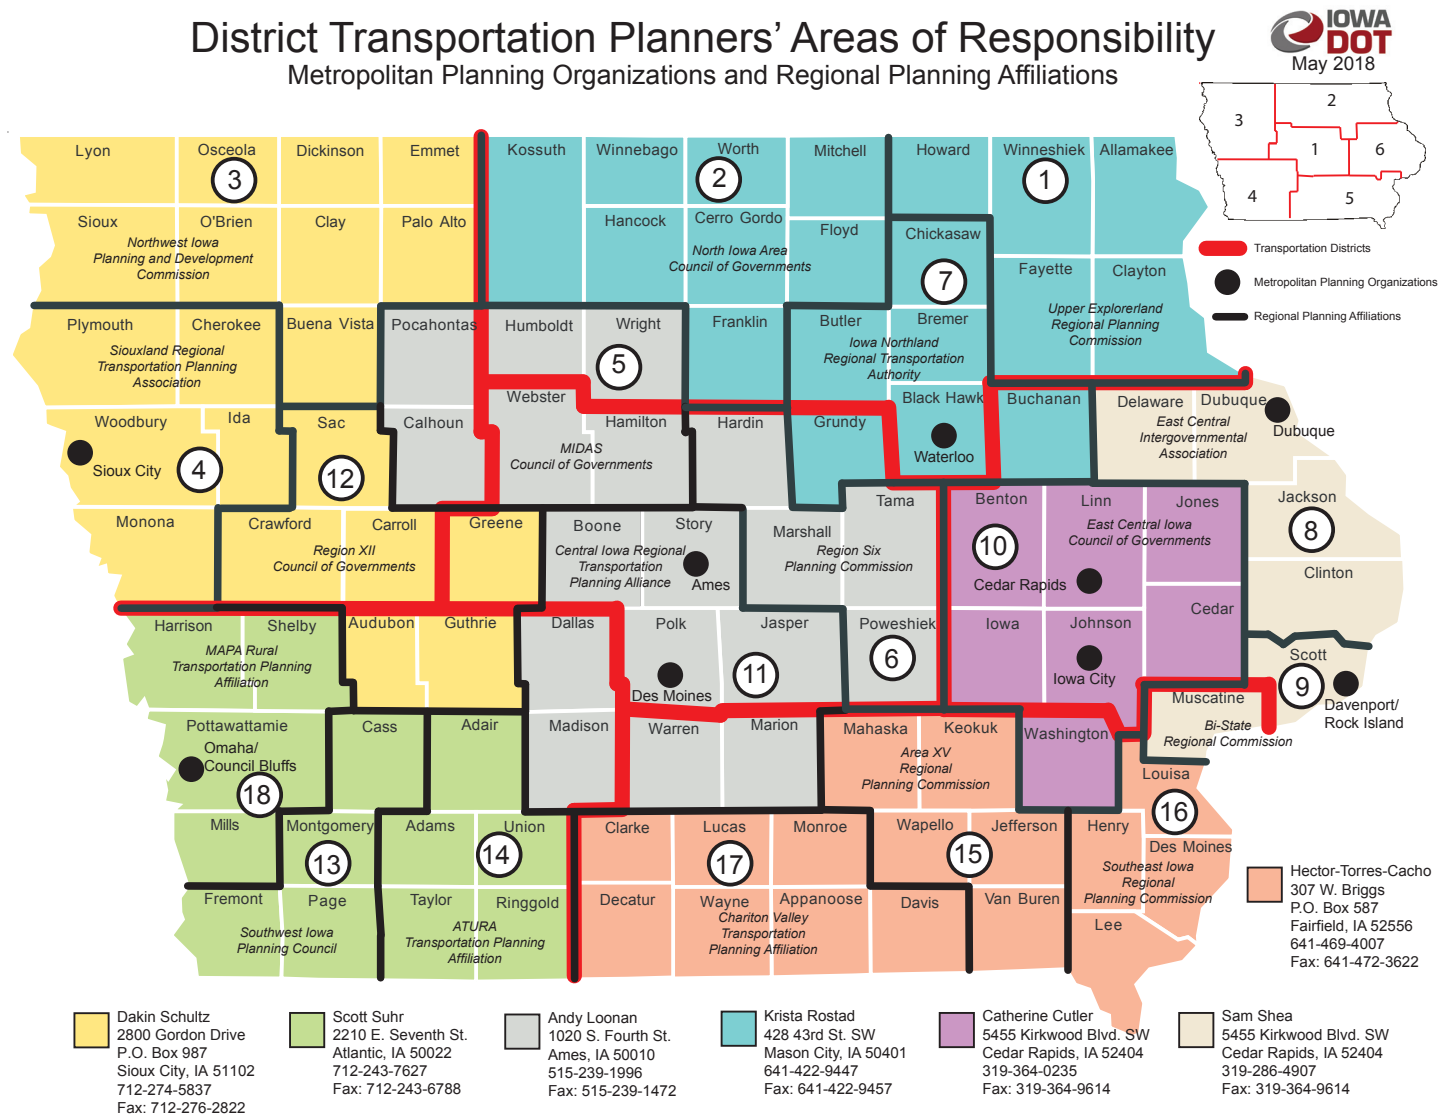 District Transportation Planners' Areas of Responsibility
Metropolitan Planning Organizations and Regional Planning Affiliations
IOWA
DOT
May 2018
3
2
1
6
4
5
Transportation Districts
Metropolitan Planning Organizations
Regional Planning Affiliations
Lyon
Osceola
Dickinson
Emmet
Kossuth
Winnebago
Worth
Mitchell
Howard
Winneshiek
Allamakee
3
2
1
Sioux
O'Brien
Clay
Palo Alto
Hancock
Cerro Gordo
Floyd
Chickasaw
Northwest Iowa
Planning and Development
Commission
North Iowa Area
Council of Governments
7
Fayette
Clayton
Upper Explorerland
Regional Planning
Commission
Plymouth
Cherokee
Buena Vista
Pocahontas
Humboldt
Wright
Franklin
Butler
Bremer
Siouxland Regional
Transportation Planning
Association
5
Iowa Northland
Regional Transportation
Authority
Woodbury
Ida
Sac
Calhoun
Webster
Hamilton
Hardin
Grundy
Black Hawk
Buchanan
Delaware
Dubuque
Sioux City
4
12
MIDAS
Council of Governments
Waterloo
East Central
Intergovernmental
Association
Dubuque
Monona
Crawford
Carroll
Greene
Boone
Story
Marshall
Tama
Benton
Linn
Jones
Jackson
Region XII
Council of Governments
Central Iowa Regional
Transportation
Planning Alliance
Ames
Region Six
Planning Commission
10
East Central Iowa
Council of Governments
Cedar Rapids
8
Clinton
Harrison
Shelby
Audubon
Guthrie
Dallas
Polk
Jasper
Poweshiek
Iowa
Johnson
Cedar
MAPA Rural
Transportation Planning
Affiliation
Des Moines
11
6
Iowa City
Scott
9
Davenport/
Rock Island
Pottawattamie
Cass
Adair
Madison
Warren
Marion
Mahaska
Keokuk
Washington
Muscatine
Omaha/
Council Bluffs
18
Area XV
Regional
Planning Commission
Bi-State
Regional Commission
Louisa
Mills
Montgomery
Adams
Union
Clarke
Lucas
Monroe
Wapello
Jefferson
Henry
Des Moines
13
14
17
15
16
Southeast Iowa
Regional
Planning Commission
Fremont
Page
Taylor
Ringgold
Decatur
Wayne
Appanoose
Davis
Van Buren
Lee
Southwest Iowa
Planning Council
ATURA
Transportation Planning
Affiliation
Chariton Valley
Transportation
Planning Affiliation
Hector-Torres-Cacho
307 W. Briggs
P.O. Box 587
Fairfield, IA 52556
641-469-4007
Fax: 641-472-3622
Dakin Schultz
2800 Gordon Drive
P.O. Box 987
Sioux City, IA 51102
712-274-5837
Fax: 712-276-2822
Scott Suhr
2210 E. Seventh St.
Atlantic, IA 50022
712-243-7627
Fax: 712-243-6788
Andy Loonan
1020 S. Fourth St.
Ames, IA 50010
515-239-1996
Fax: 515-239-1472
Krista Rostad
428 43rd St. SW
Mason City, IA 50401
641-422-9447
Fax: 641-422-9457
Catherine Cutler
5455 Kirkwood Blvd. SW
Cedar Rapids, IA 52404
319-364-0235
Fax: 319-364-9614
Sam Shea
5455 Kirkwood Blvd. SW
Cedar Rapids, IA 52404
319-286-4907
Fax: 319-364-9614